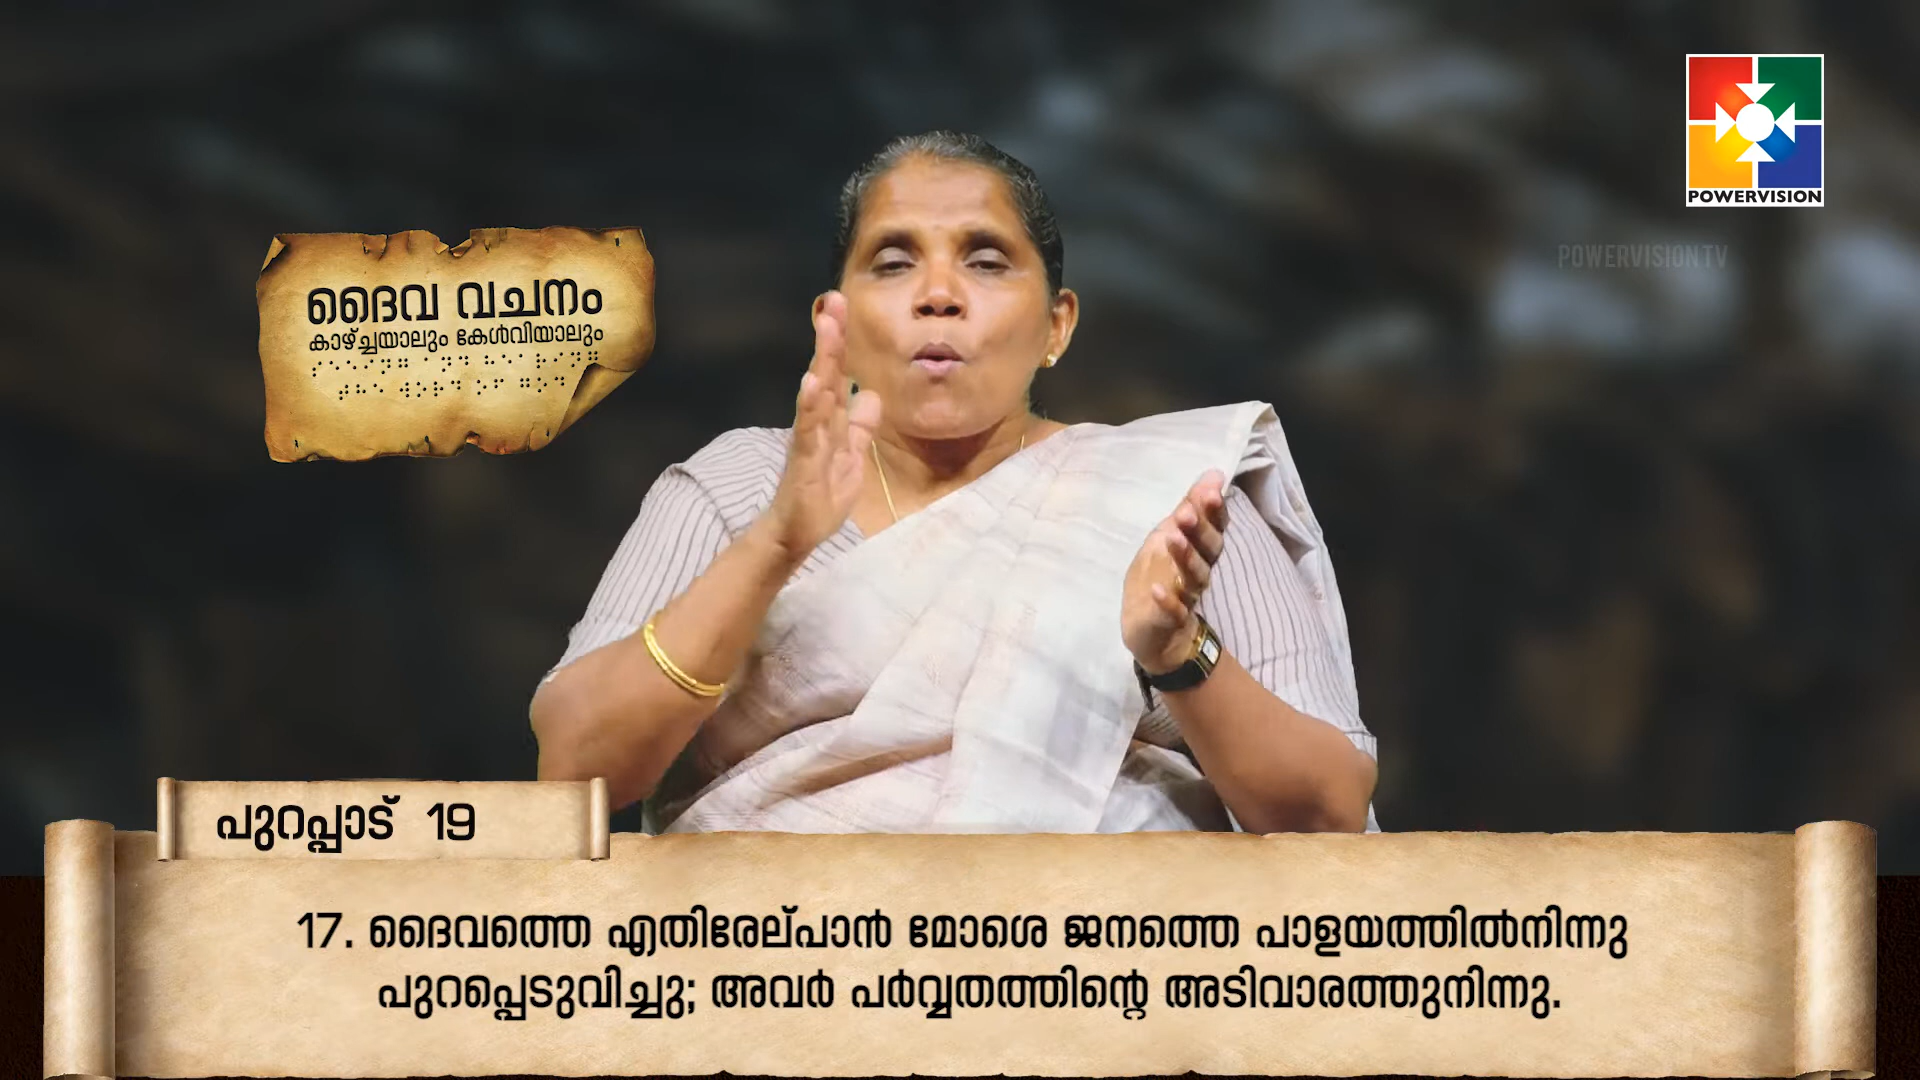 POWERVISION
POWERVISION TV
ദൈവ വചനം
കാഴ്ച്ചയാലും കേൾവിയാലും
പുറപ്പാട് 19
17. ദൈവത്തെ എതിരേല്പാൻ മോശെ ജനത്തെ പാളയത്തിൽനിന്നു
പുറപ്പെടുവിച്ചു; അവർ പർവ്വതത്തിന്റെ അടിവാരത്തുനിന്നു.